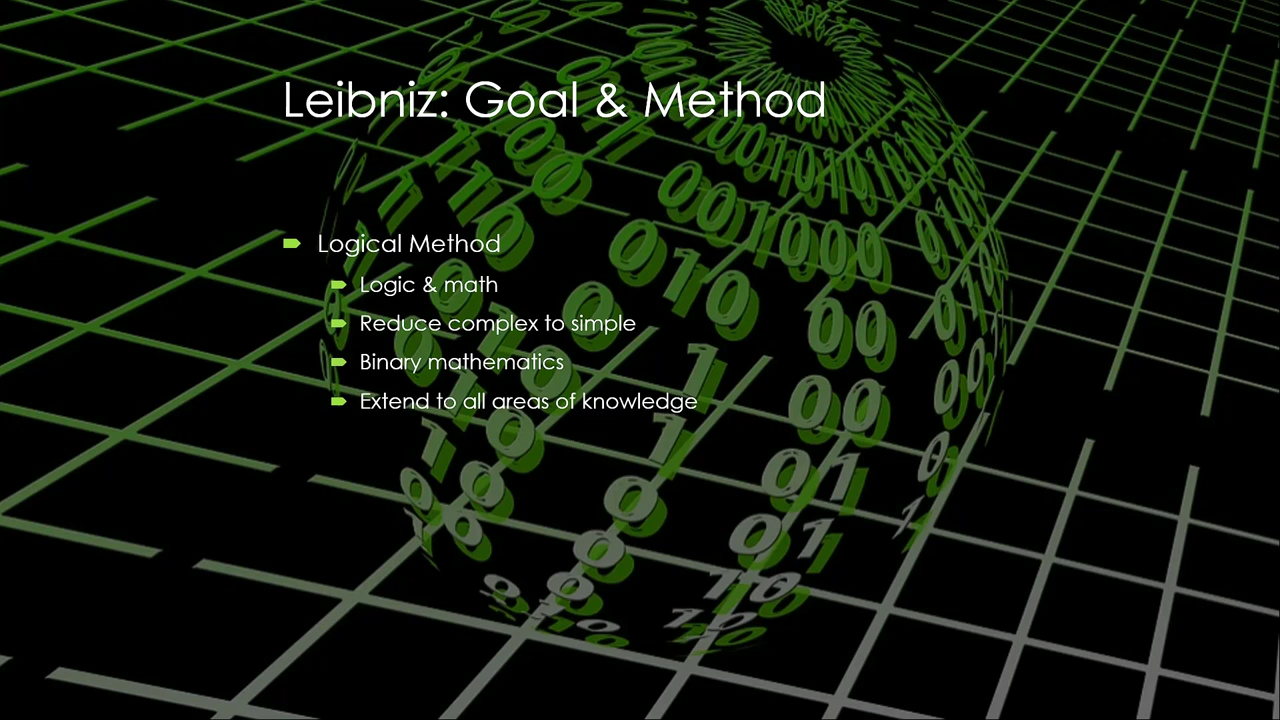 Leibniz: Goal & Method
Logical Method
Logic & math
Reduce complex to simple
Binary mathematics
Extend to all areas of knowledge